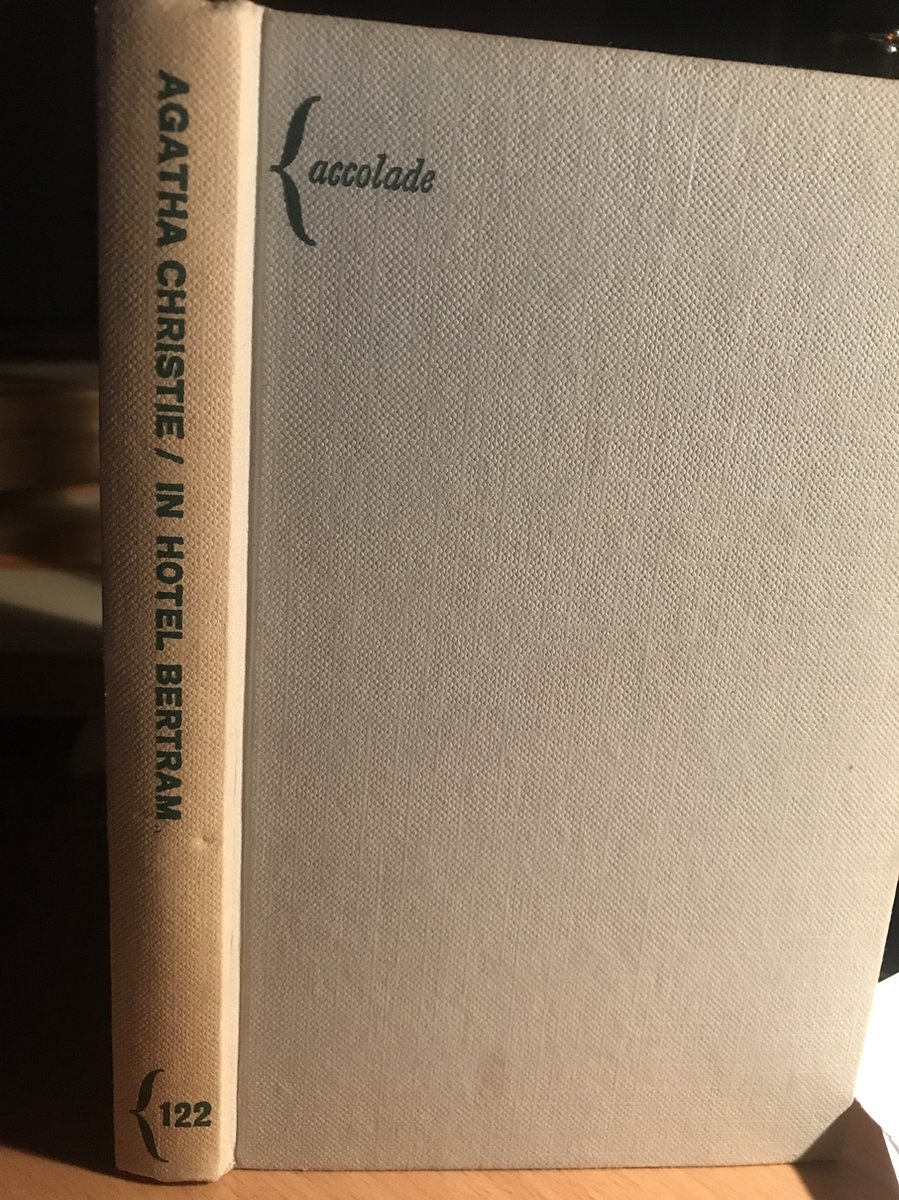 AGATHA CHRISTIE / IN HOTEL BERTRAM
{122
{accolade